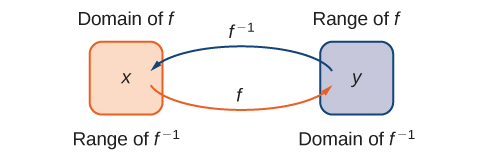 Domain of f
Range of f
f⁻¹
x
y
f
Range of f⁻¹
Domain of f⁻¹